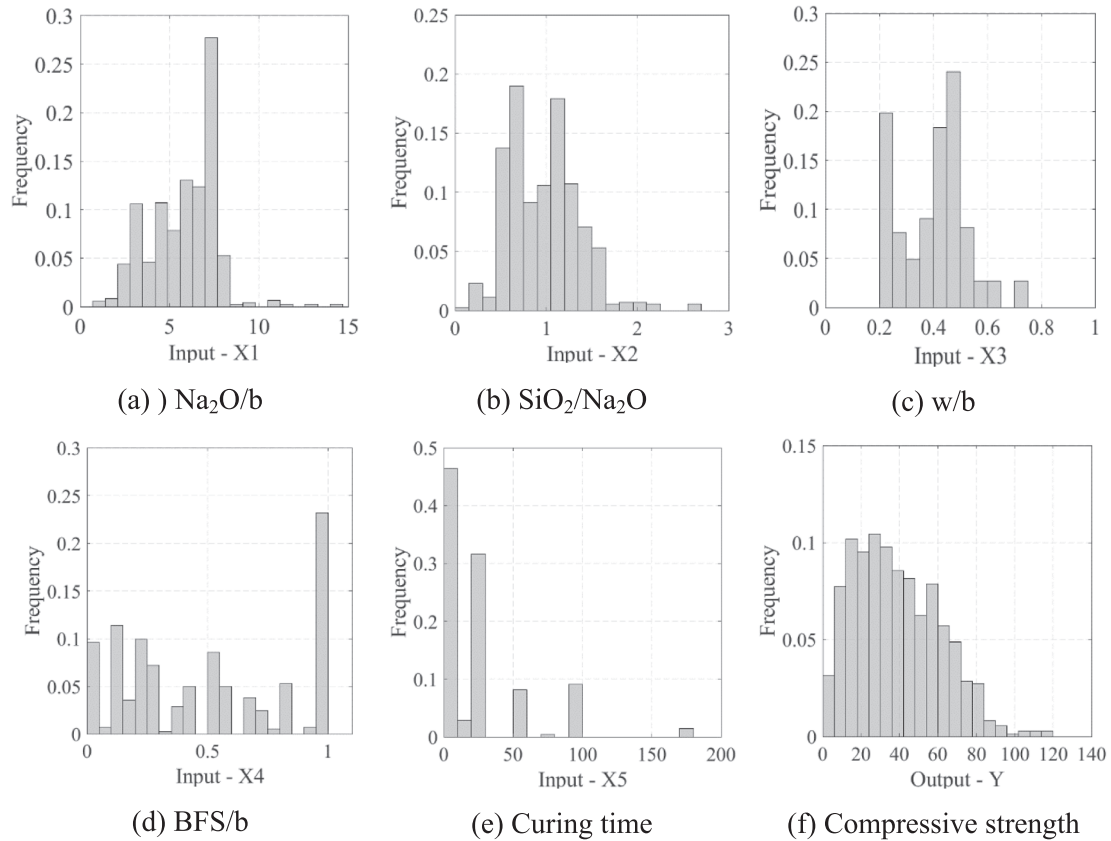 0.3
0.25
0.2
0.15
0.1
0.05
0
Frequency
0 5 10 15
Input - X1
(a) ) Na₂O/b
0.25
0.2
0.15
0.1
0.05
0
Frequency
0 1 2 3
Input - X2
(b) SiO₂/Na₂O
0.3
0.25
0.2
0.15
0.1
0.05
0
Frequency
0 0.2 0.4 0.6 0.8 1
Input - X3
(c) w/b
0.3
0.25
0.2
0.15
0.1
0.05
0
Frequency
0 0.5 1
Input - X4
(d) BFS/b
0.5
0.4
0.3
0.2
0.1
0
Frequency
0 50 100 150 200
Input - X5
(e) Curing time
0.15
0.1
0.05
0
Frequency
0 20 40 60 80 100 120 140
Output - Y
(f) Compressive strength